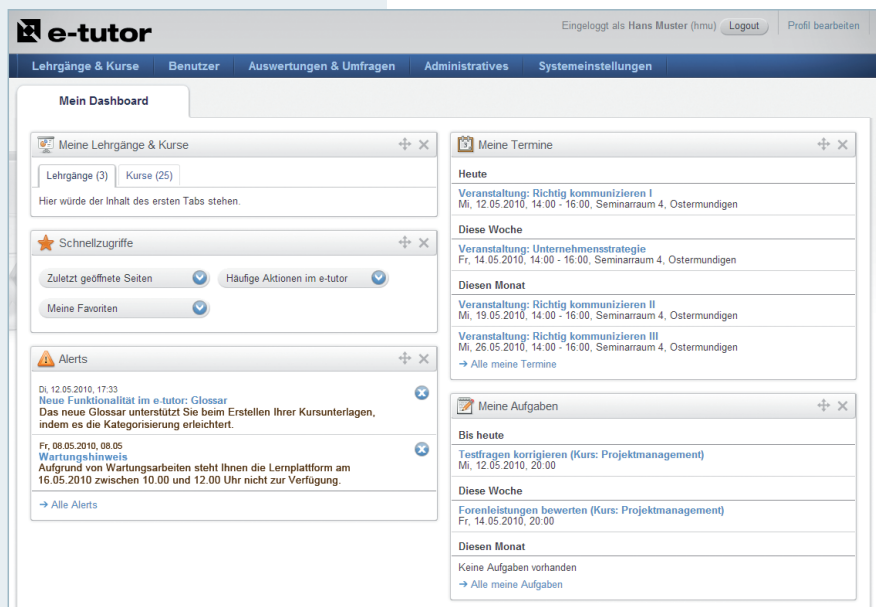 e-tutor
Eingeloggt als Hans Muster (hmu) Logout Profil bearbeiten
Lehrgänge & Kurse Benutzer Auswertungen & Umfragen Administratives Systemeinstellungen
Mein Dashboard
Meine Lehrgänge & Kurse
Lehrgänge (3) Kurse (25)
Hier würde der Inhalt des ersten Tabs stehen.
Schnellzugriffe
Zuletzt geöffnete Seiten Häufige Aktionen im e-tutor
Meine Favoriten
Alerts
Di, 12.05.2010, 17:33
Neue Funktionalität im e-tutor: Glossar
Das neue Glossar unterstützt Sie beim Erstellen Ihrer Kursunterlagen,
indem es die Kategorisierung erleichtert.
Fr, 08.05.2010, 08.05
Wartungshinweis
Aufgrund von Wartungsarbeiten steht Ihnen die Lernplattform am
16.05.2010 zwischen 10.00 und 12.00 Uhr nicht zur Verfügung.
→ Alle Alerts
Meine Termine
Heute
Veranstaltung: Richtig kommunizieren I
Mi, 12.05.2010, 14:00 - 16:00, Seminarraum 4, Ostermundigen
Diese Woche
Veranstaltung: Unternehmensstrategie
Fr, 14.05.2010, 14:00 - 16:00, Seminarraum 4, Ostermundigen
Diesen Monat
Veranstaltung: Richtig kommunizieren II
Mi, 19.05.2010, 14:00 - 16:00, Seminarraum 4, Ostermundigen
Veranstaltung: Richtig kommunizieren III
Mi, 26.05.2010, 14:00 - 16:00, Seminarraum 4, Ostermundigen
→ Alle meine Termine
Meine Aufgaben
Bis heute
Testfragen korrigieren (Kurs: Projektmanagement)
Mi, 12.05.2010, 20:00
Diese Woche
Forenleistungen bewerten (Kurs: Projektmanagement)
Fr, 14.05.2010, 20:00
Diesen Monat
Keine Aufgaben vorhanden
→ Alle meine Aufgaben